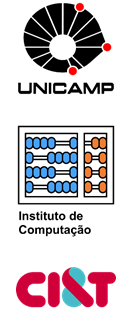 UNICAMP
Instituto de
Computação
CI&T